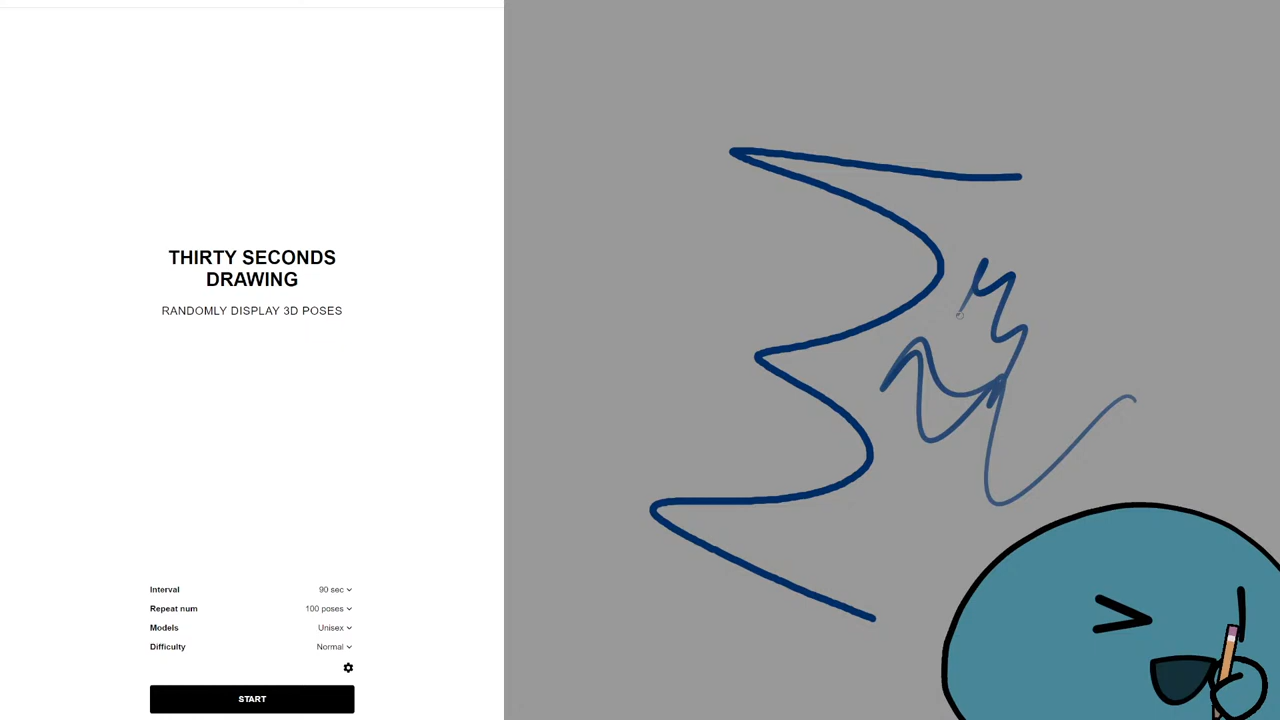 THIRTY SECONDS
DRAWING
RANDOMLY DISPLAY 3D POSES
Interval 90 sec
Repeat num 100 poses
Models Unisex
Difficulty Normal
START